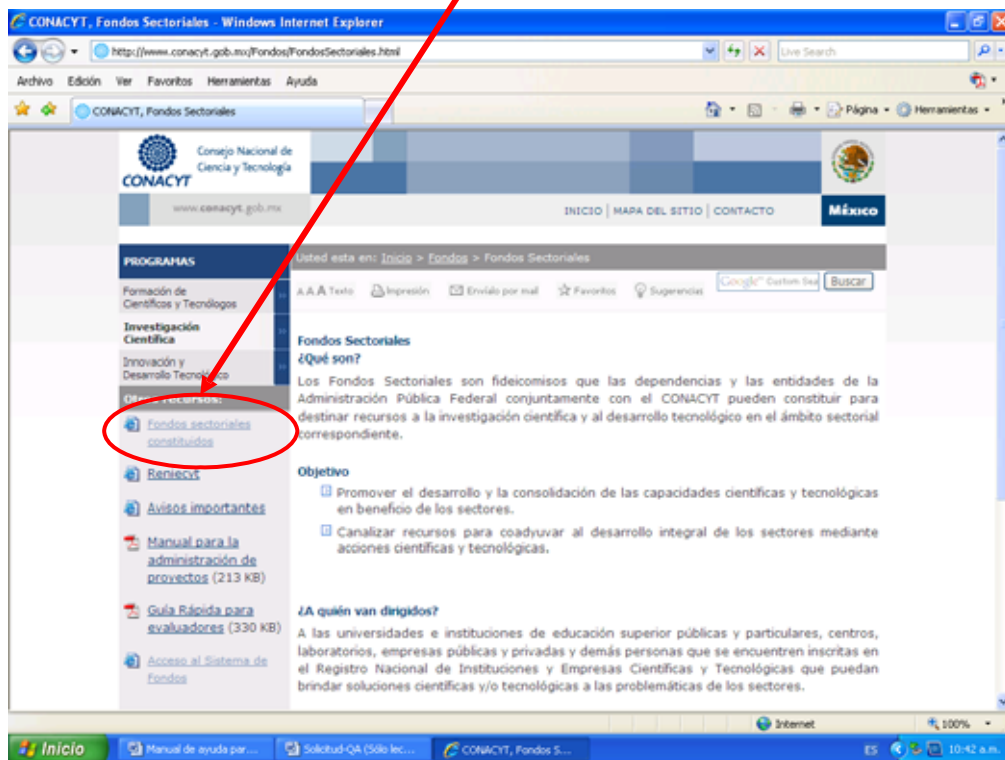 CONACYT, Fondos Sectoriales - Windows Internet Explorer
http://www.conacyt.gob.mx/Fondos/FondosSectoriales.html
Live Search
Archivo Edición Ver Favoritos Herramientas Ayuda
CONACYT, Fondos Sectoriales
Página
Herramientas
Consejo Nacional de
Ciencia y Tecnología
CONACYT
www.conacyt.gob.mx
INICIO | MAPA DEL SITIO | CONTACTO
México
PROGRAMAS
Usted esta en: Inicio > Fondos > Fondos Sectoriales
Formación de
Científicos y Tecnólogos
A A A Texto Impresión Envíalo por mail Favoritos Sugerencias
Google™ Custom Sea Buscar
Investigación
Científica
Innovación y
Desarrollo Tecnológico
Otros recursos:
Fondos sectoriales
constituidos
Reniecyt
Avisos importantes
Manual para la
administración de
proyectos (213 KB)
Guía Rápida para
evaluadores (330 KB)
Acceso al Sistema de
Fondos
Fondos Sectoriales
¿Qué son?
Los Fondos Sectoriales son fideicomisos que las dependencias y las entidades de la
Administración Pública Federal conjuntamente con el CONACYT pueden constituir para
destinar recursos a la investigación científica y al desarrollo tecnológico en el ámbito sectorial
correspondiente.
Objetivo
Promover el desarrollo y la consolidación de las capacidades científicas y tecnológicas
en beneficio de los sectores.
Canalizar recursos para coadyuvar al desarrollo integral de los sectores mediante
acciones científicas y tecnológicas.
¿A quién van dirigidos?
A las universidades e instituciones de educación superior públicas y particulares, centros,
laboratorios, empresas públicas y privadas y demás personas que se encuentren inscritas en
el Registro Nacional de Instituciones y Empresas Científicas y Tecnológicas que puedan
brindar soluciones científicas y/o tecnológicas a las problemáticas de los sectores.
Internet
100%
Inicio
Manual de ayuda par...
Solicitud-QA (Sólo lec...
CONACYT, Fondos S...
ES
10:42 a.m.